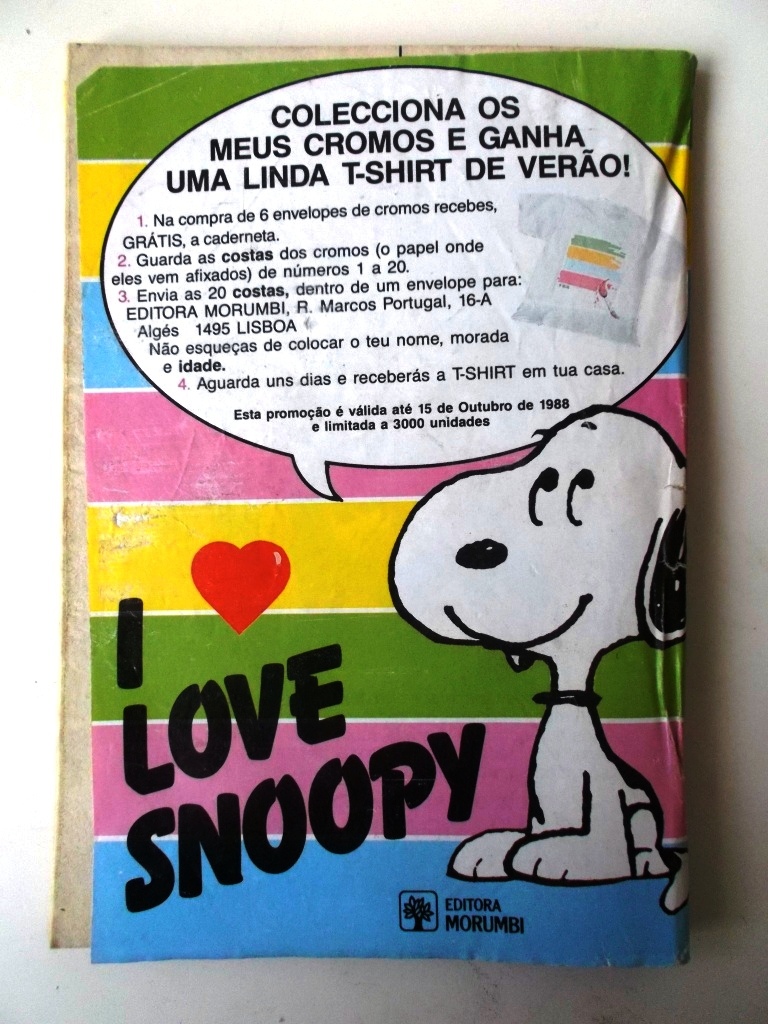 COLECCIONA OS
MEUS CROMOS E GANHA
UMA LINDA T-SHIRT DE VERÃO!
1. Na compra de 6 envelopes de cromos recebes,
GRÁTIS, a caderneta.
2. Guarda as costas dos cromos (o papel onde
eles vem afixados) de números 1 a 20.
3. Envia as 20 costas, dentro de um envelope para:
EDITORA MORUMBI, R. Marcos Portugal, 16-A
Algés 1495 LISBOA
Não esqueças de colocar o teu nome, morada
e idade.
4. Aguarda uns dias e receberás a T-SHIRT em tua casa.
Esta promoção é válida até 15 de Outubro de 1988
e limitada a 3000 unidades
I
LOVE
SNOOPY
EDITORA
MORUMBI